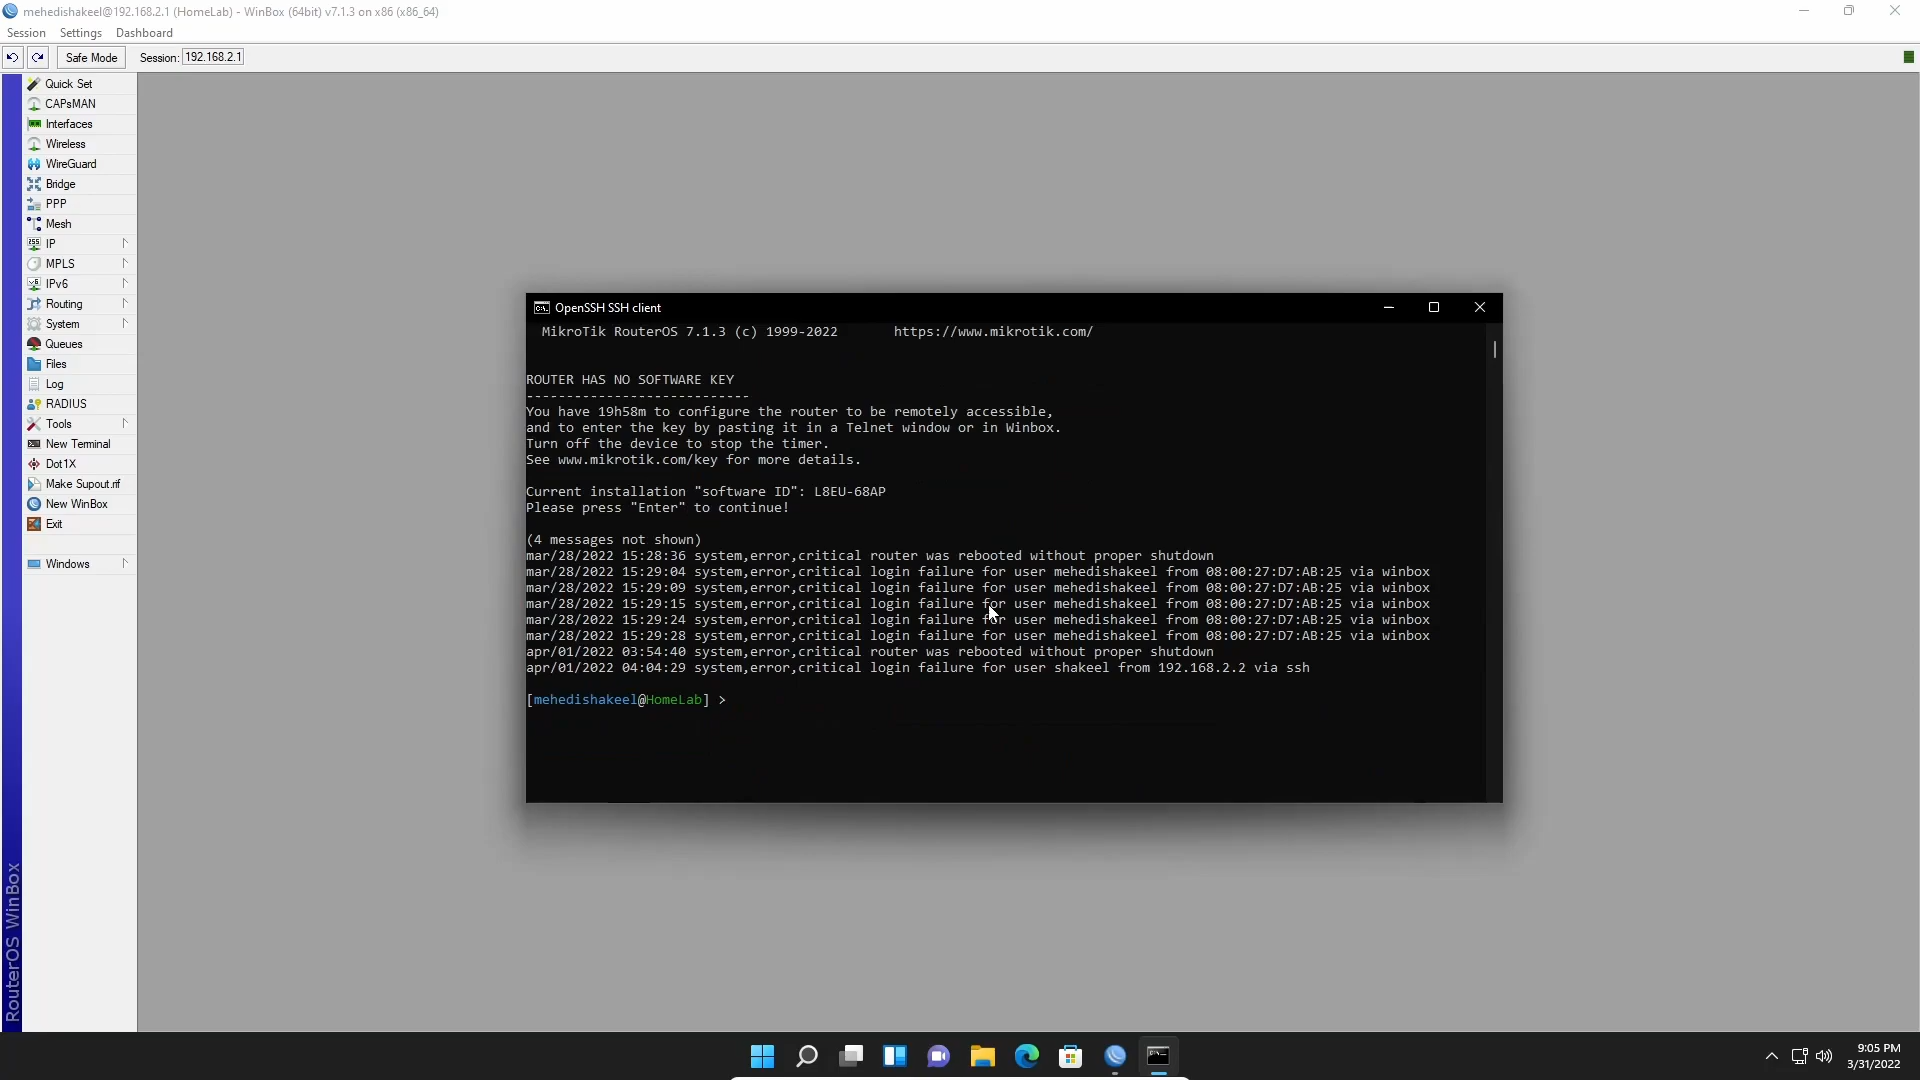 mehedishakeel@192.168.2.1 (HomeLab) - WinBox (64bit) v7.1.3 on x86 (x86_64)
Session Settings Dashboard
Safe Mode Session: 192.168.2.1
Quick Set
CAPsMAN
Interfaces
Wireless
WireGuard
Bridge
PPP
Mesh
IP
MPLS
IPv6
Routing
System
Queues
Files
Log
RADIUS
Tools
New Terminal
Dot1X
Make Supout.rif
New WinBox
Exit
Windows
RouterOS WinBox
OpenSSH SSH client
MikroTik RouterOS 7.1.3 (c) 1999-2022 https://www.mikrotik.com/
ROUTER HAS NO SOFTWARE KEY
----------------------------
You have 19h58m to configure the router to be remotely accessible,
and to enter the key by pasting it in a Telnet window or in Winbox.
Turn off the device to stop the timer.
See www.mikrotik.com/key for more details.
Current installation "software ID": L8EU-68AP
Please press "Enter" to continue!
(4 messages not shown)
mar/28/2022 15:28:36 system,error,critical router was rebooted without proper shutdown
mar/28/2022 15:29:04 system,error,critical login failure for user mehedishakeel from 08:00:27:D7:AB:25 via winbox
mar/28/2022 15:29:09 system,error,critical login failure for user mehedishakeel from 08:00:27:D7:AB:25 via winbox
mar/28/2022 15:29:15 system,error,critical login failure for user mehedishakeel from 08:00:27:D7:AB:25 via winbox
mar/28/2022 15:29:24 system,error,critical login failure for user mehedishakeel from 08:00:27:D7:AB:25 via winbox
mar/28/2022 15:29:28 system,error,critical login failure for user mehedishakeel from 08:00:27:D7:AB:25 via winbox
apr/01/2022 03:54:40 system,error,critical router was rebooted without proper shutdown
apr/01/2022 04:04:29 system,error,critical login failure for user shakeel from 192.168.2.2 via ssh
[mehedishakeel@HomeLab] >
9:05 PM
3/31/2022